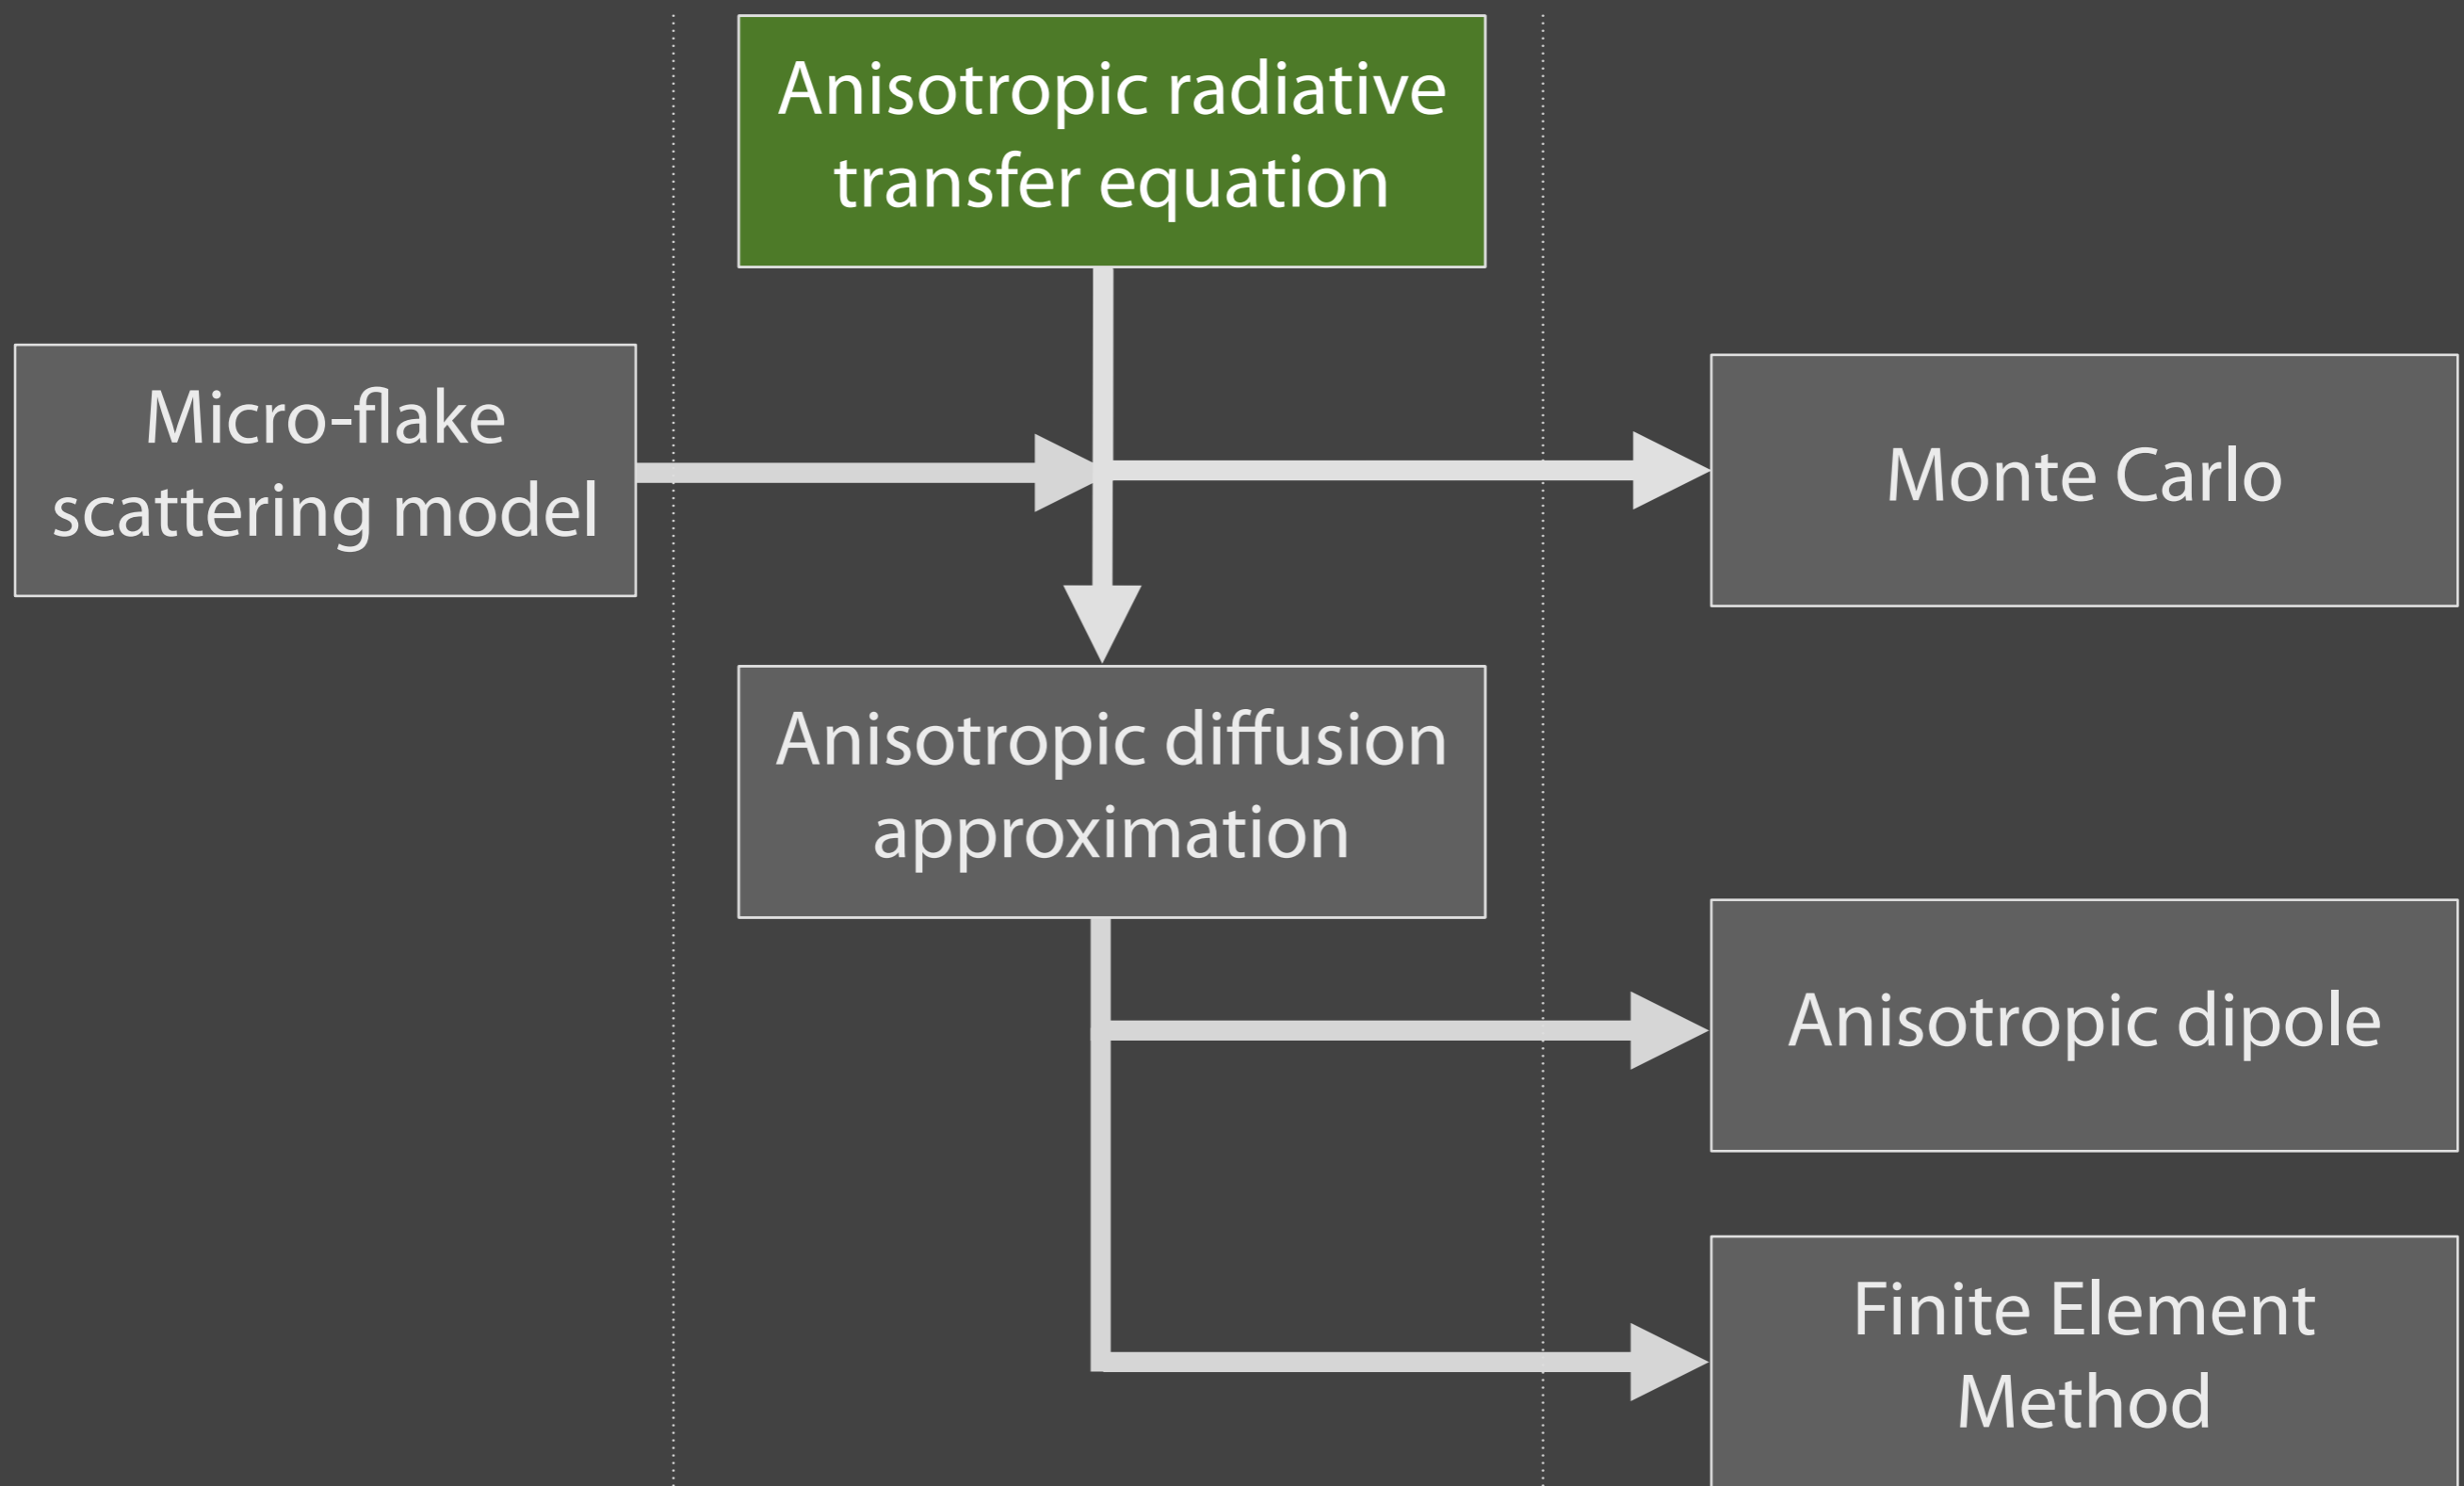 Anisotropic radiative
transfer equation
Micro-flake
scattering model
Monte Carlo
Anisotropic diffusion
approximation
Anisotropic dipole
Finite Element
Method